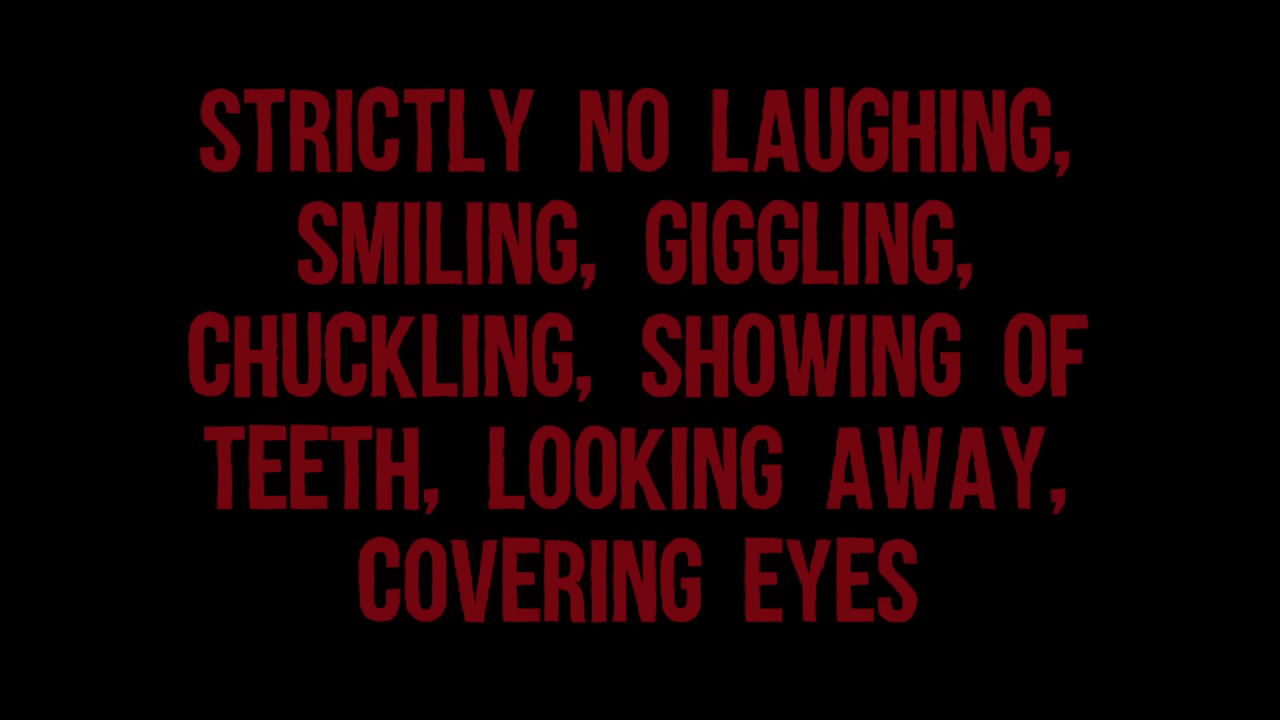 STRICTLY NO LAUGHING,
SMILING, GIGGLING,
CHUCKLING, SHOWING OF
TEETH, LOOKING AWAY,
COVERING EYES